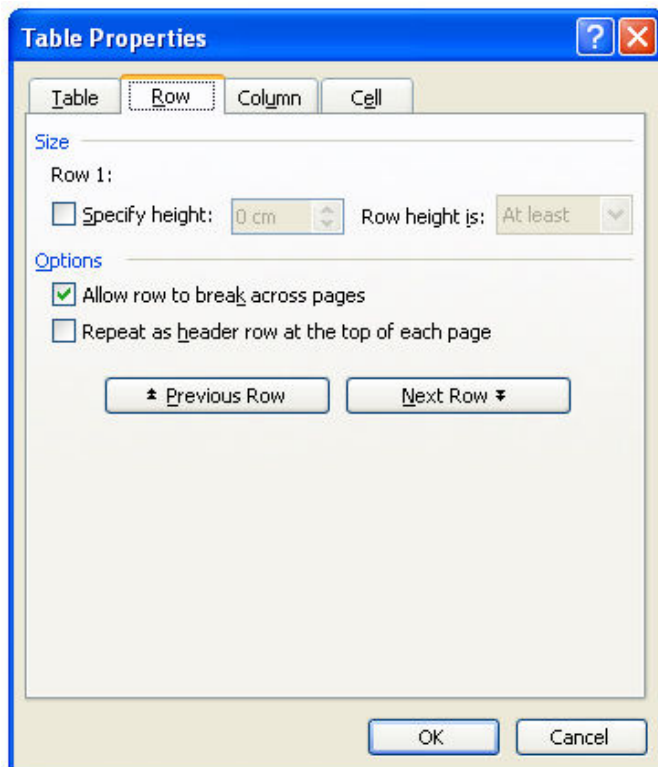 Table Properties
?
Table Row Column Cell
Size
Row 1:
Specify height: 0 cm Row height is: At least
Options
Allow row to break across pages
Repeat as header row at the top of each page
Previous Row Next Row
OK Cancel